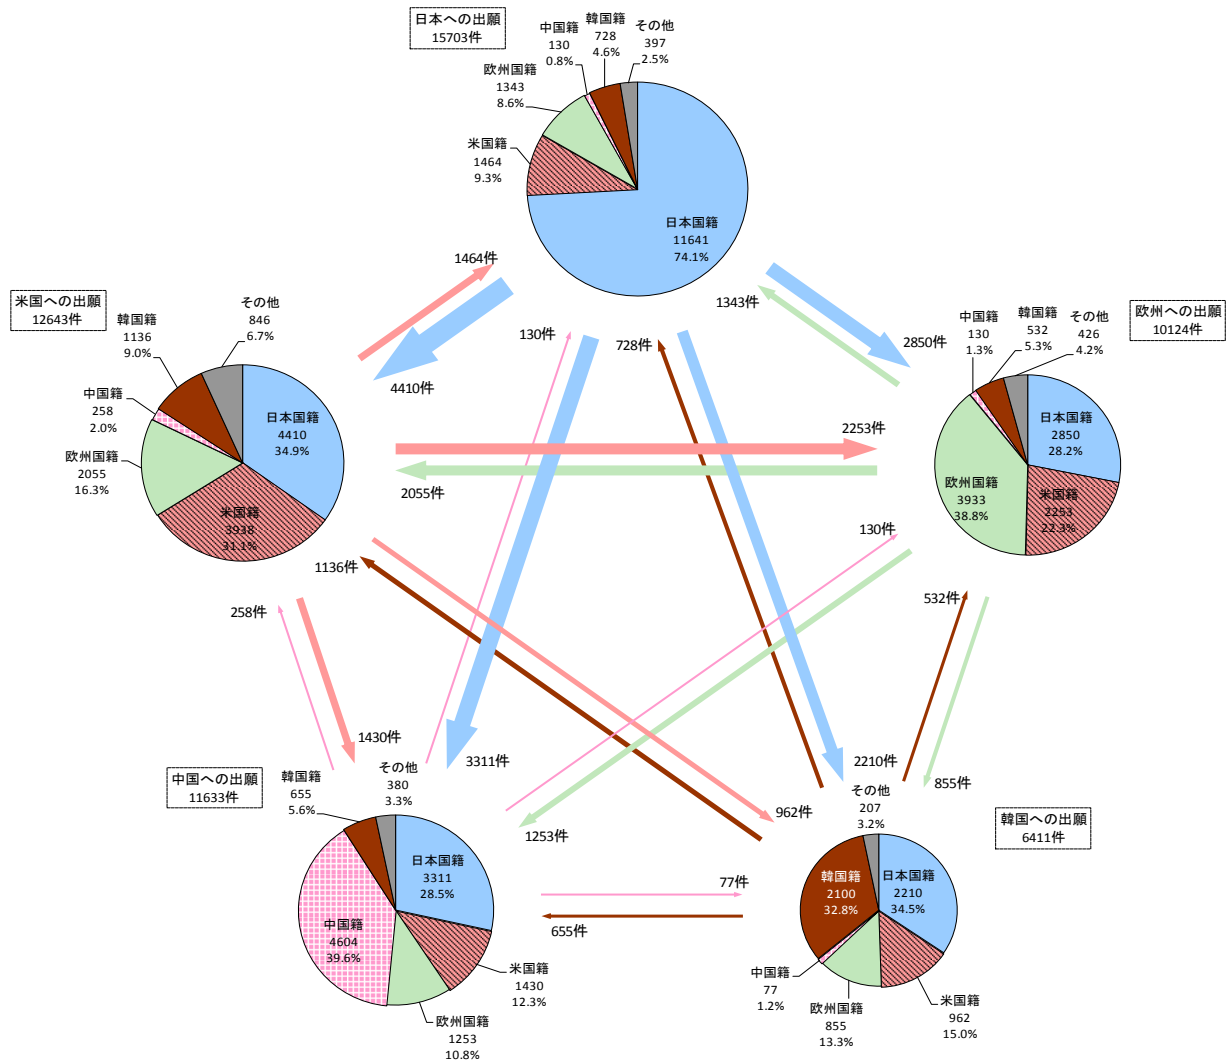 日本への出願
15703件
中国籍
130
0.8%
韓国籍
728
4.6%
その他
397
2.5%
欧州国籍
1343
8.6%
米国籍
1464
9.3%
日本国籍
11641
74.1%
1464件
4410件
130件
728件
1343件
2850件
米国への出願
12643件
韓国籍
1136
9.0%
その他
846
6.7%
中国籍
258
2.0%
欧州国籍
2055
16.3%
日本国籍
4410
34.9%
米国籍
3938
31.1%
欧州への出願
10124件
中国籍
130
1.3%
韓国籍
532
5.3%
その他
426
4.2%
日本国籍
2850
28.2%
欧州国籍
3933
38.8%
米国籍
2253
22.3%
2253件
2055件
130件
1136件
258件
532件
1430件
3311件
2210件
855件
962件
1253件
77件
655件
中国への出願
11633件
韓国籍
655
5.6%
その他
380
3.3%
日本国籍
3311
28.5%
中国籍
4604
39.6%
米国籍
1430
12.3%
欧州国籍
1253
10.8%
韓国への出願
6411件
その他
207
3.2%
韓国籍
2100
32.8%
日本国籍
2210
34.5%
中国籍
77
1.2%
欧州国籍
855
13.3%
米国籍
962
15.0%